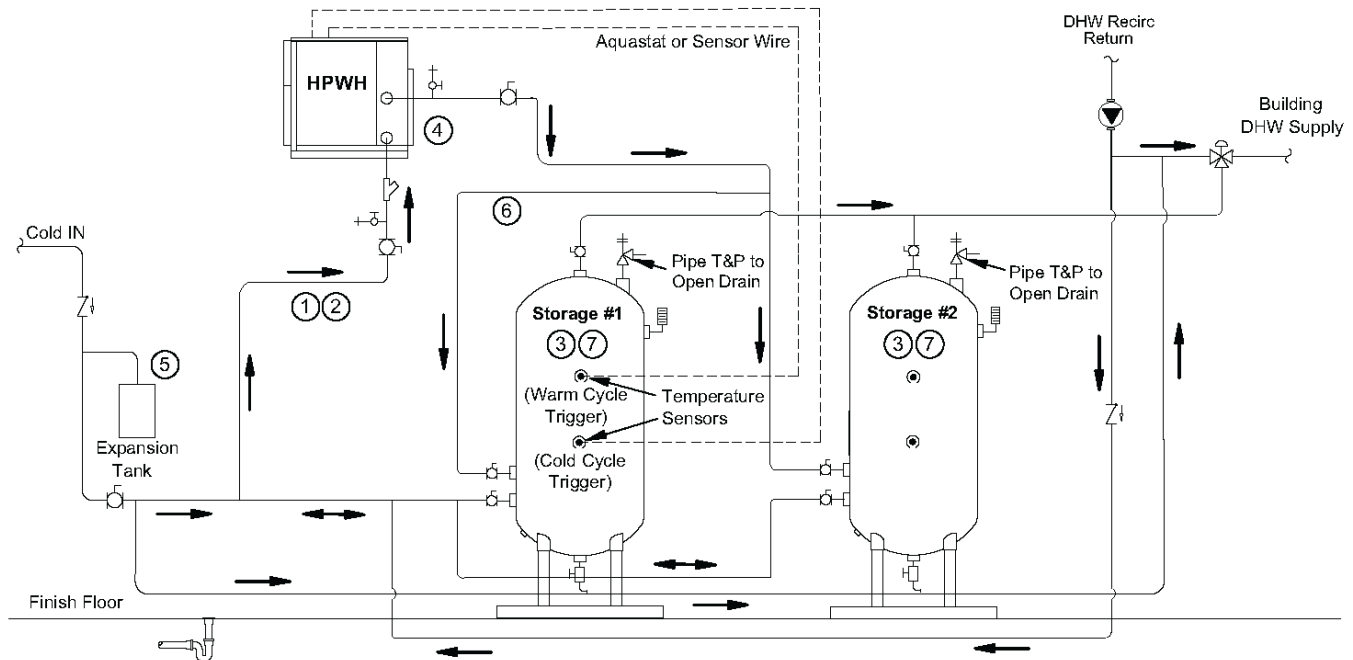 DHW Recirc
Return
Aquastat or Sensor Wire
HPWH
Building
DHW Supply
4
6
Cold IN
Pipe T&P to
Open Drain
Pipe T&P to
Open Drain
1 2
Storage #1
Storage #2
3 7
3 7
5
(Warm Cycle
Trigger)
Temperature
Sensors
Expansion
Tank
(Cold Cycle
Trigger)
Finish Floor